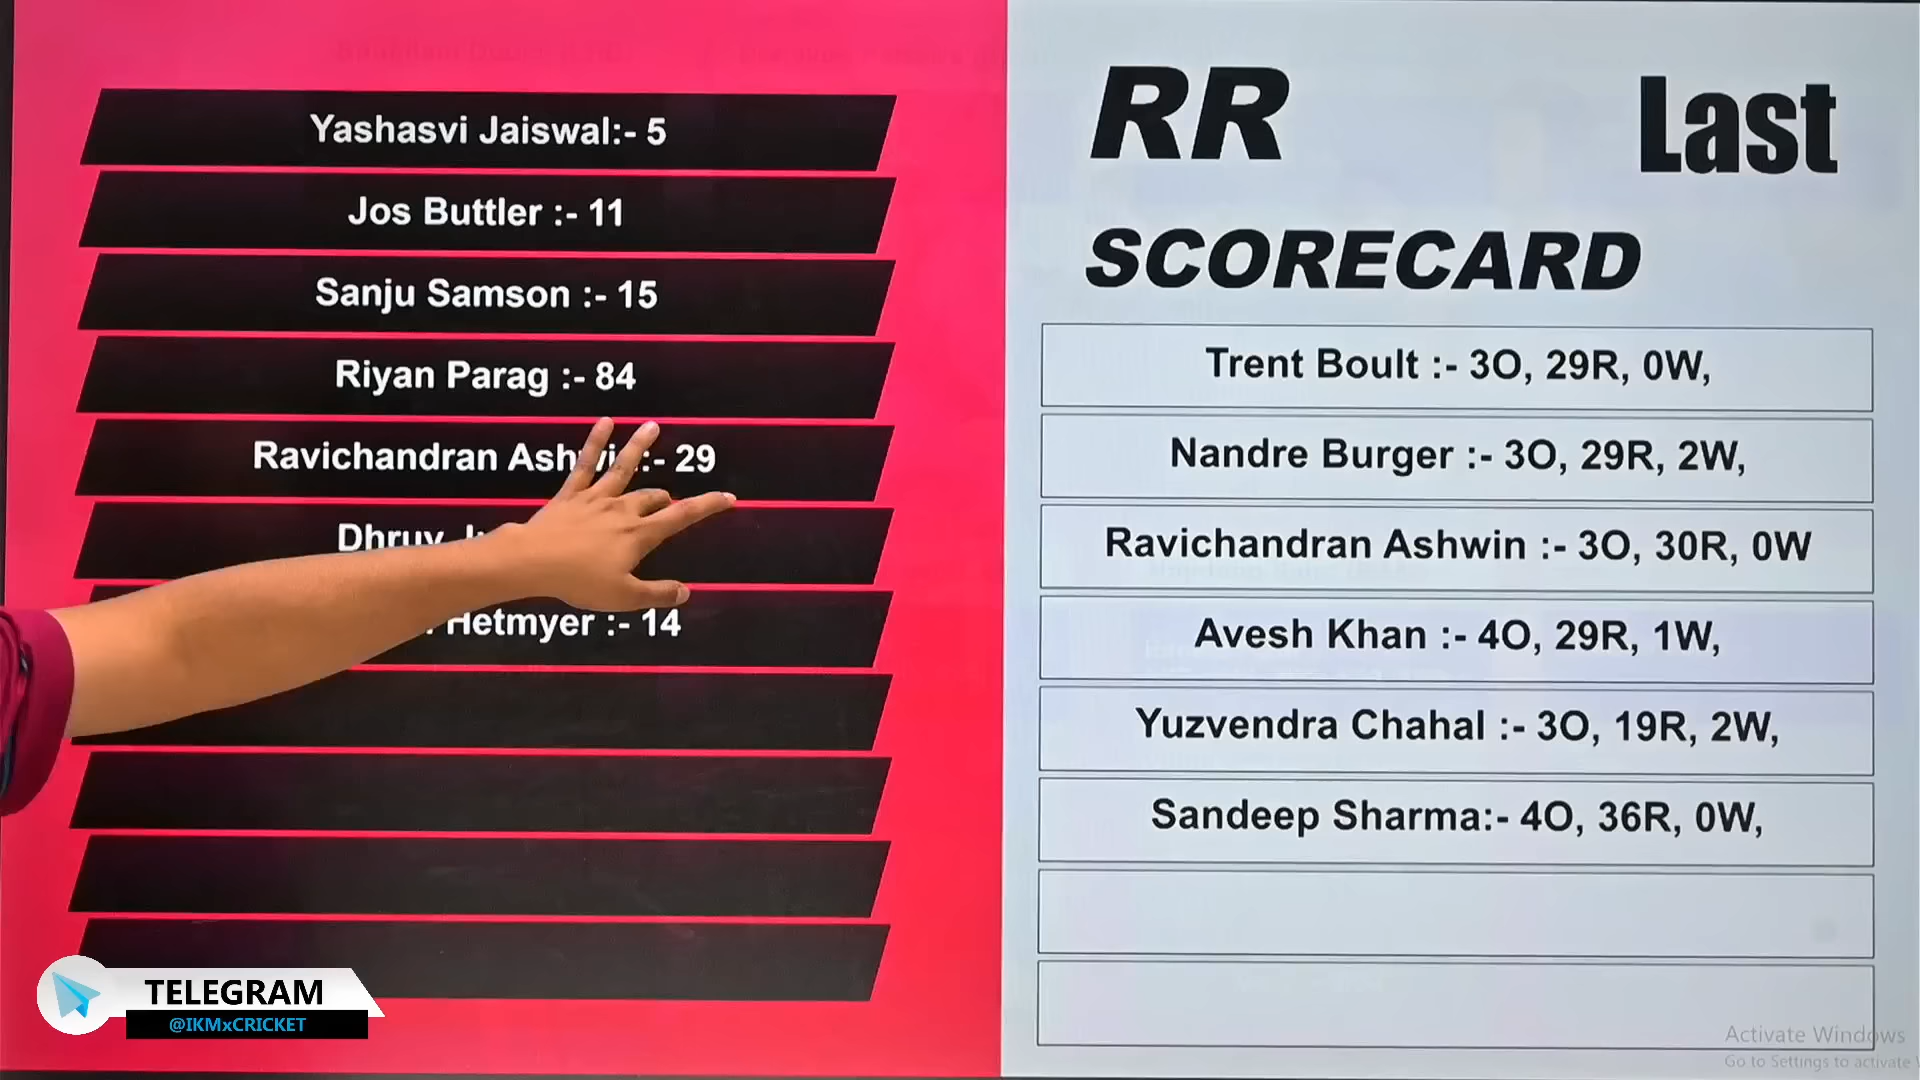 Yashasvi Jaiswal:- 5
Jos Buttler :- 11
Sanju Samson :- 15
Riyan Parag :- 84
Ravichandran :- 29
Dhruv
Hetmyer :- 14
RR Last
SCORECARD
Trent Boult :- 3O, 29R, 0W,
Nandre Burger :- 3O, 29R, 2W,
Ravichandran Ashwin :- 3O, 30R, 0W
Avesh Khan :- 4O, 29R, 1W,
Yuzvendra Chahal :- 3O, 19R, 2W,
Sandeep Sharma:- 4O, 36R, 0W,
TELEGRAM
@IKMxCRICKET
Activate Windows
Go to Settings to activate